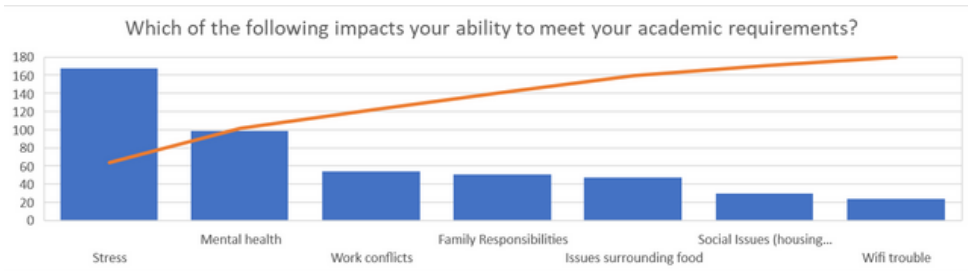 Which of the following impacts your ability to meet your academic requirements?
180
160
140
120
100
80
60
40
20
0
Mental health
Family Responsibilities
Social Issues (housing...
Stress
Work conflicts
Issues surrounding food
Wifi trouble